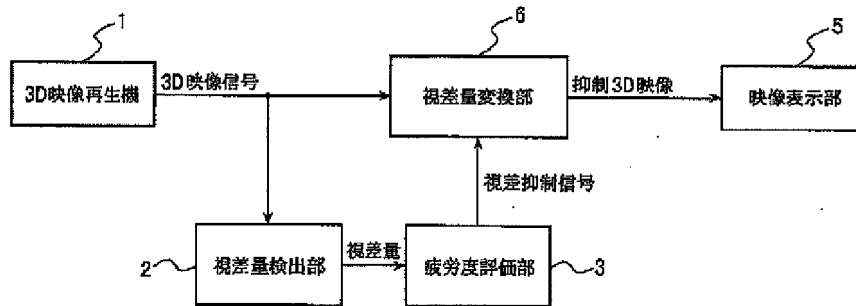 1
6
5
3D映像再生機
3D映像信号
視差量変換部
抑制3D映像
映像表示部
視差抑制信号
2
視差量検出部
視差量
疲労度評価部
3